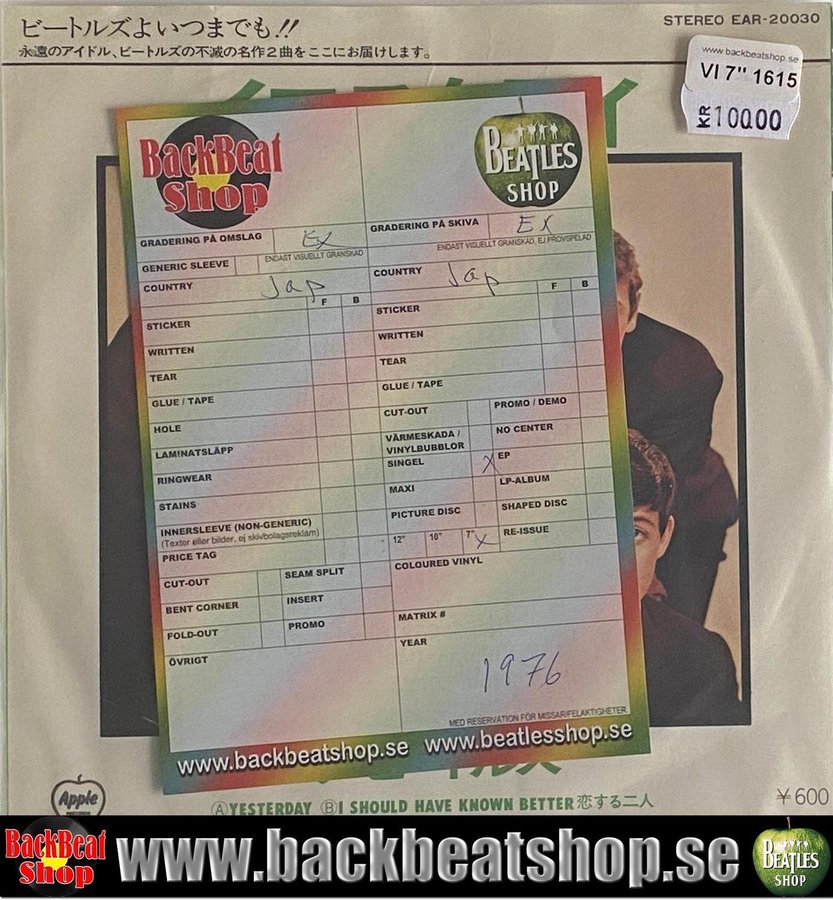 ビートルズよいつまでも!!
STEREO EAR-20030
永遠のアイドル、ビートルズの不滅の名作2曲をここにお届けします。
www.backbeatshop.se
VI 7" 1615
KR 100.00
BackBeat Shop
BEATLES SHOP
GRADERING PÅ OMSLAG EX
ENDAST VISUELLT GRANSKAD
GRADERING PÅ SKIVA EX
ENDAST VISUELLT GRANSKAD, EJ PROVSPELAD
GENERIC SLEEVE
COUNTRY Jap
COUNTRY Jap
F B
F B
STICKER
STICKER
WRITTEN
WRITTEN
TEAR
TEAR
GLUE / TAPE
GLUE / TAPE
HOLE
CUT-OUT
PROMO / DEMO
LAMINATSLÄPP
VÄRMESKADA / VINYLBUBBLOR
NO CENTER
RINGWEAR
SINGEL X
EP
STAINS
MAXI
LP-ALBUM
INNERSLEEVE (NON-GENERIC)
(Texter eller bilder, ej skivbolagsreklam)
PICTURE DISC
SHAPED DISC
PRICE TAG
12" 10" 7" X
RE-ISSUE
CUT-OUT
SEAM SPLIT
COLOURED VINYL
BENT CORNER
INSERT
FOLD-OUT
PROMO
MATRIX #
ÖVRIGT
YEAR
1976
MED RESERVATION FÖR MISSAR/FELAKTIGHETER
www.backbeatshop.se www.beatlesshop.se
Apple
ⒶYESTERDAY ⒷI SHOULD HAVE KNOWN BETTER 恋する二人
¥600
BackBeat Shop
www.backbeatshop.se
BEATLES SHOP